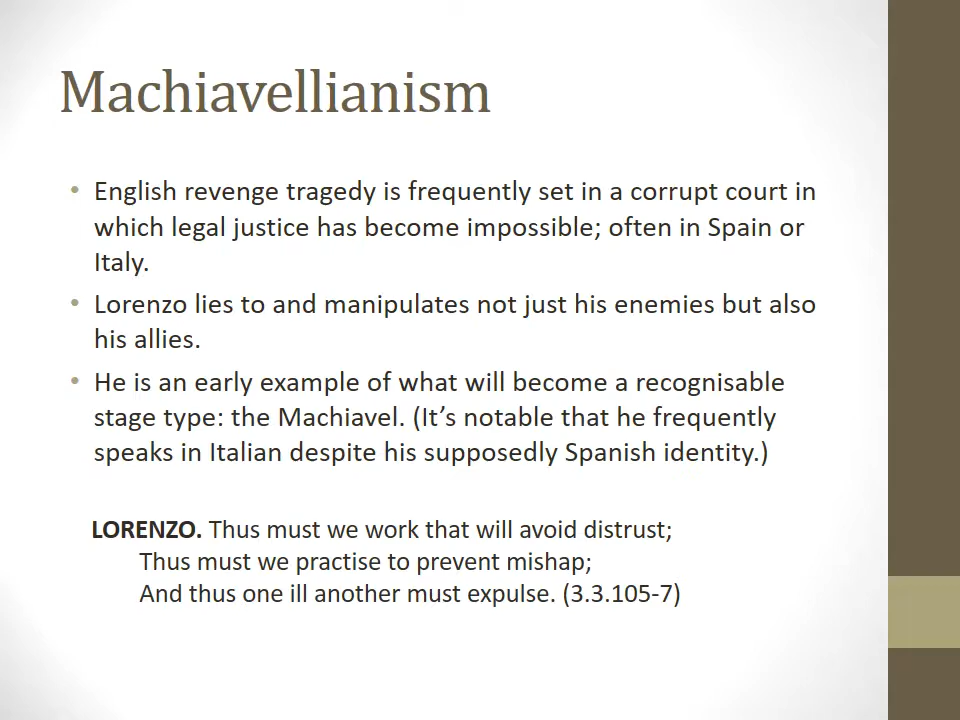 Machiavellianism
• English revenge tragedy is frequently set in a corrupt court in
which legal justice has become impossible; often in Spain or
Italy.
• Lorenzo lies to and manipulates not just his enemies but also
his allies.
• He is an early example of what will become a recognisable
stage type: the Machiavel. (It’s notable that he frequently
speaks in Italian despite his supposedly Spanish identity.)
LORENZO. Thus must we work that will avoid distrust;
Thus must we practise to prevent mishap;
And thus one ill another must expulse. (3.3.105-7)